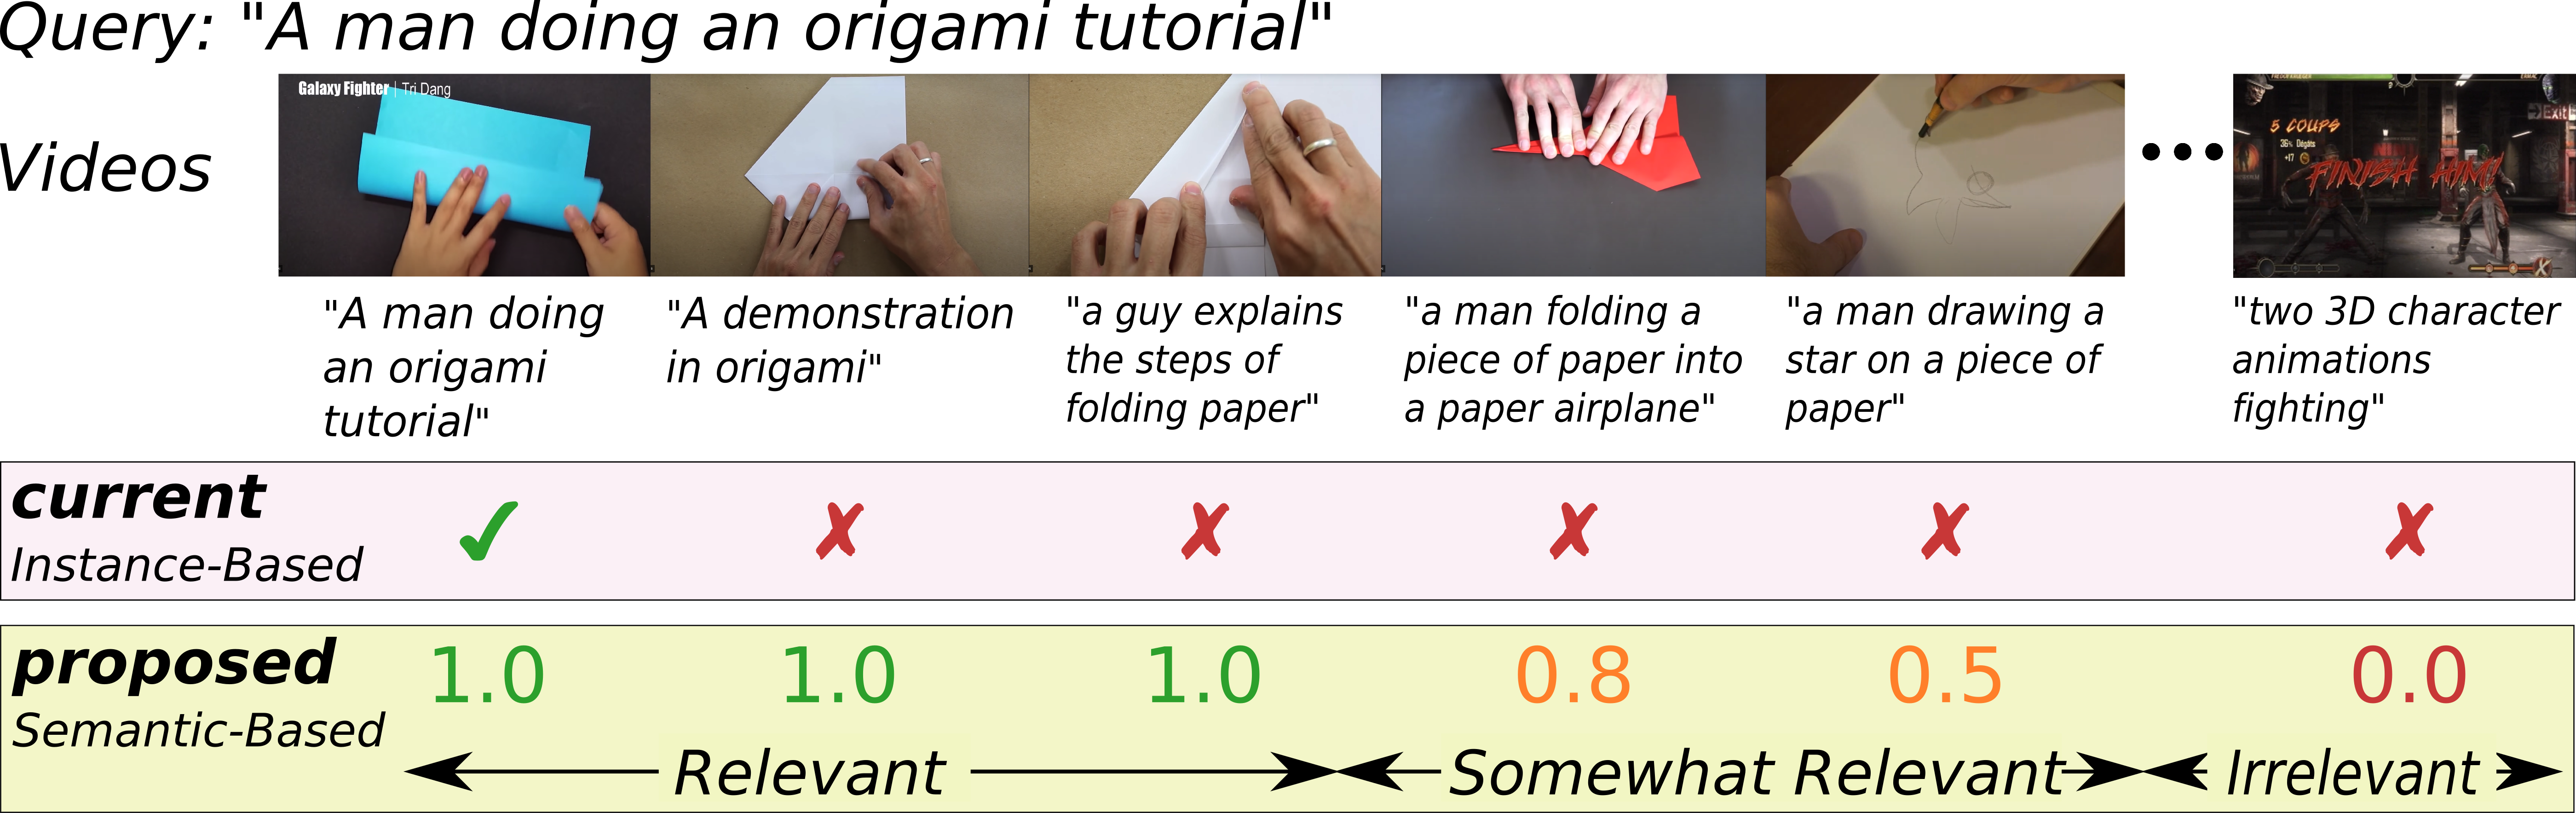 Query: "A man doing an origami tutorial"
Videos
Galaxy Fighter | Tri Dang
5 COUPS
36% Dégâts
+17
FINISH HIM!
ERMAC
Exit
"A man doing
an origami
tutorial"
"A demonstration
in origami"
"a guy explains
the steps of
folding paper"
"a man folding a
piece of paper into
a paper airplane"
"a man drawing a
star on a piece of
paper"
"two 3D character
animations
fighting"
current
Instance-Based
✓ ✗ ✗ ✗ ✗ ✗
proposed
Semantic-Based
1.0 1.0 1.0 0.8 0.5 0.0
Relevant Somewhat Relevant Irrelevant